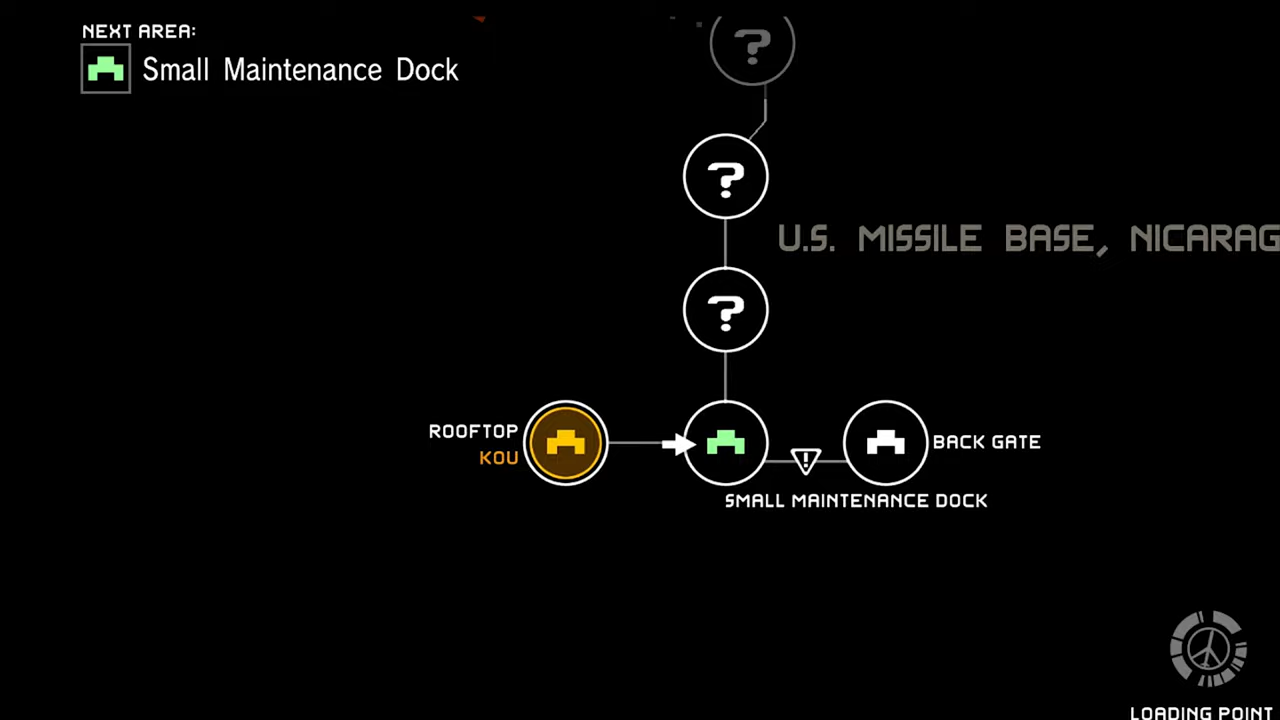 NEXT AREA:
Small Maintenance Dock
?
?
U.S. MISSILE BASE, NICARAG
?
ROOFTOP
KOU
!
BACK GATE
SMALL MAINTENANCE DOCK
LOADING POINT